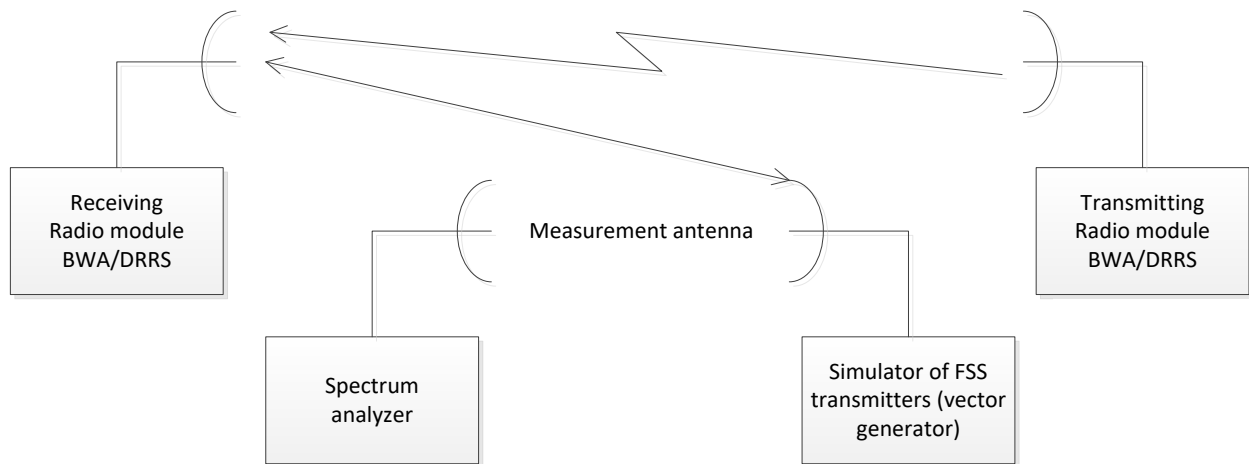 Receiving
Radio module
BWA/DRRS
Measurement antenna
Transmitting
Radio module
BWA/DRRS
Spectrum
analyzer
Simulator of FSS
transmitters (vector
generator)